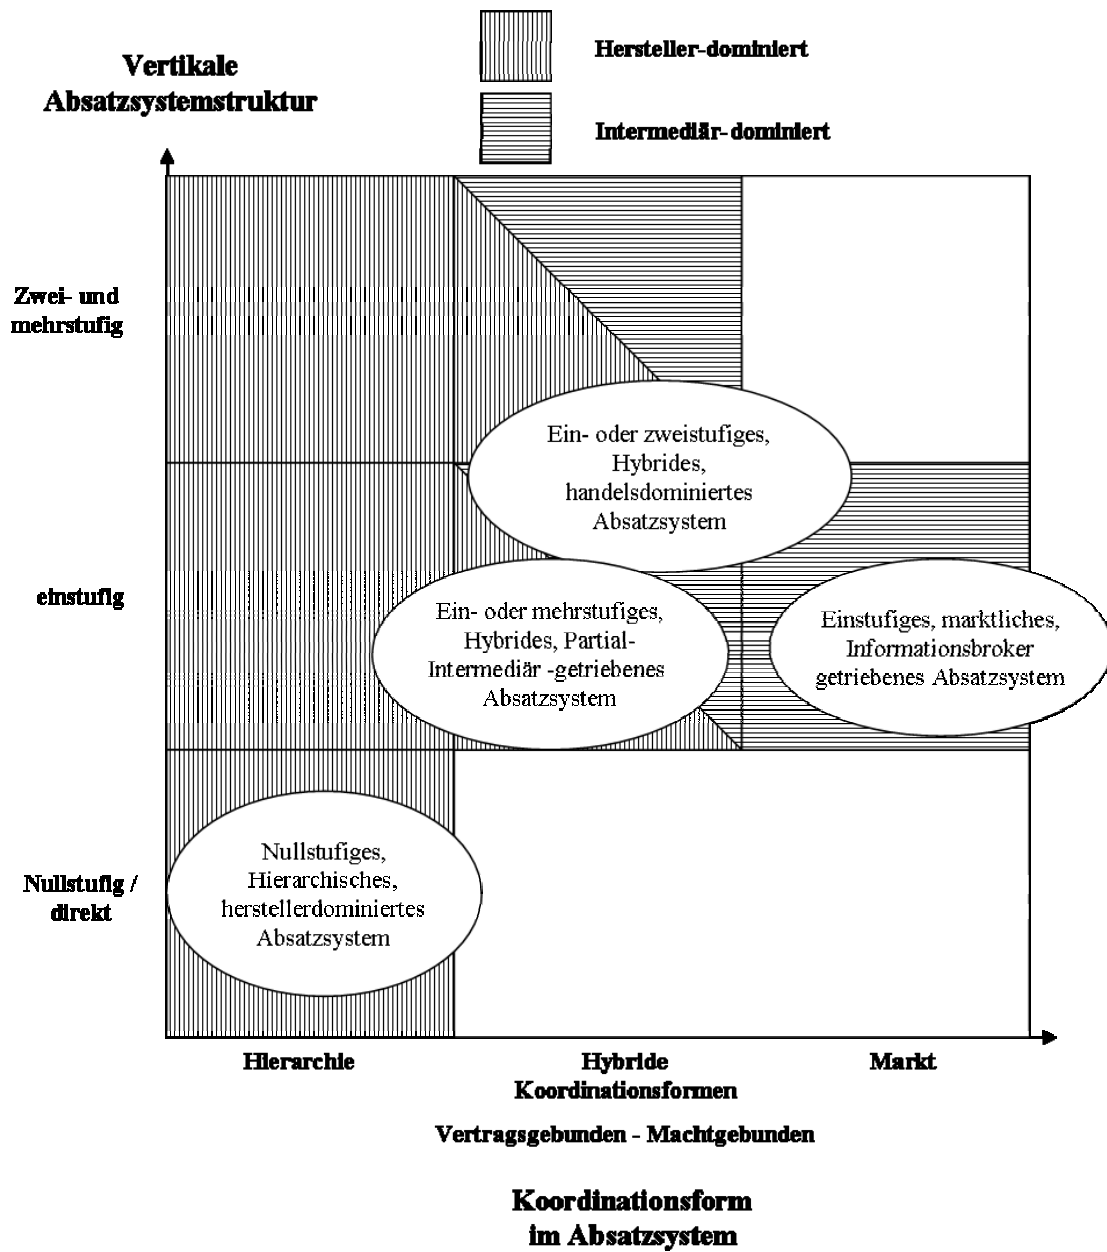 Vertikale
Absatzsystemstruktur
Hersteller-dominiert
Intermediär-dominiert
Zwei- und
mehrstufig
Ein- oder zweistufiges,
Hybrides,
handelsdominiertes
Absatzsystem
einstufig
Ein- oder mehrstufiges,
Hybrides, Partial-
Intermediär -getriebenes
Absatzsystem
Einstufiges, marktliches,
Informationsbroker
getriebenes Absatzsystem
Nullstufig /
direkt
Nullstufiges,
Hierarchisches,
herstellerdominiertes
Absatzsystem
Hierarchie
Hybride
Koordinationsformen
Markt
Vertragsgebunden - Machtgebunden
Koordinationsform
im Absatzsystem